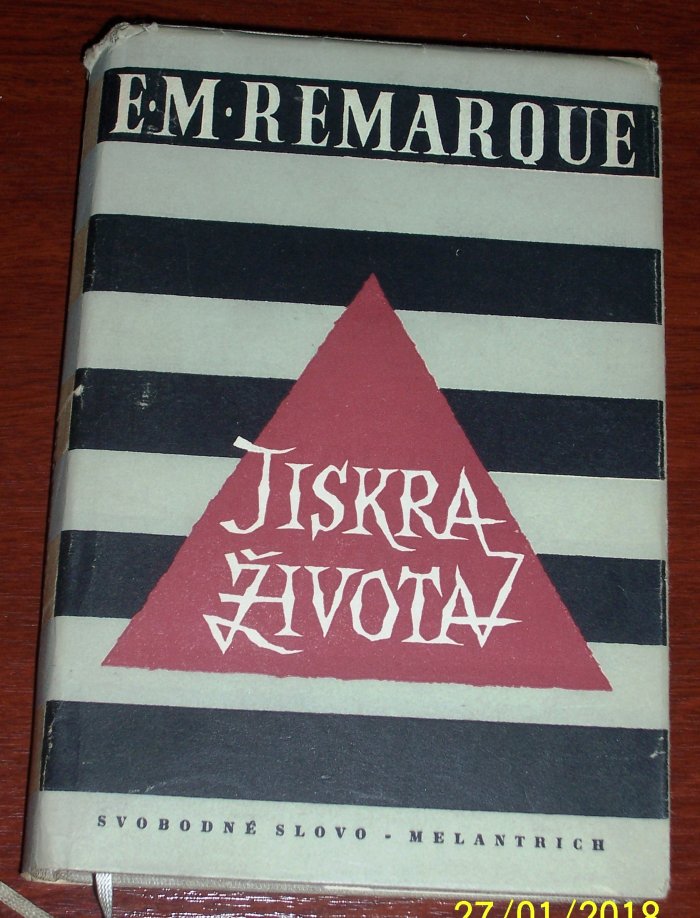 E·M·REMARQUE
JISKRA
ŽIVOTA
SVOBODNÉ SLOVO - MELANTRICH
27/01/2018